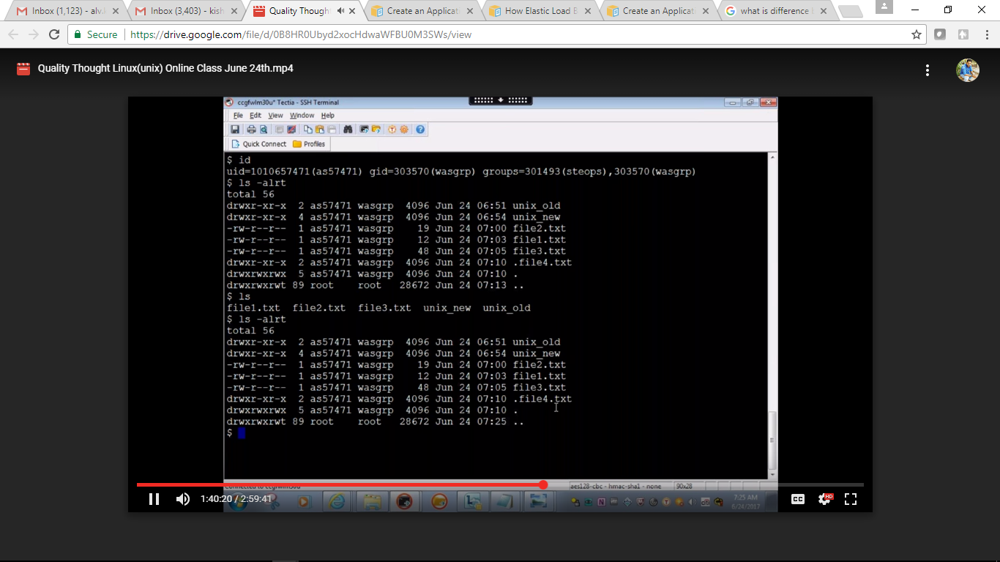 Inbox (1,123) - alv.
Inbox (3,403) - kish
Quality Though
Create an Applicat
How Elastic Load B
Create an Applicat
what is difference
Secure
https://drive.google.com/file/d/0B8HR0Ubyd2xocHdwaWFBU0M3SWs/view
Quality Thought Linux(unix) Online Class June 24th.mp4
ccgfwlm30u* Tectia - SSH Terminal
File Edit View Window Help
Quick Connect Profiles
$ id
uid=1010657471(as57471) gid=303570(wasgrp) groups=301493(steops),303570(wasgrp)
$ ls -alrt
total 56
drwxr-xr-x 2 as57471 wasgrp 4096 Jun 24 06:51 unix_old
drwxr-xr-x 4 as57471 wasgrp 4096 Jun 24 06:54 unix_new
-rw-r--r-- 1 as57471 wasgrp 19 Jun 24 07:00 file2.txt
-rw-r--r-- 1 as57471 wasgrp 12 Jun 24 07:03 file1.txt
-rw-r--r-- 1 as57471 wasgrp 48 Jun 24 07:05 file3.txt
drwxr-xr-x 2 as57471 wasgrp 4096 Jun 24 07:10 .file4.txt
drwxrwxrwx 5 as57471 wasgrp 4096 Jun 24 07:10 .
drwxrwxrwt 89 root root 28672 Jun 24 07:13 ..
$ ls
file1.txt file2.txt file3.txt unix_new unix_old
$ ls -alrt
total 56
drwxr-xr-x 2 as57471 wasgrp 4096 Jun 24 06:51 unix_old
drwxr-xr-x 4 as57471 wasgrp 4096 Jun 24 06:54 unix_new
-rw-r--r-- 1 as57471 wasgrp 19 Jun 24 07:00 file2.txt
-rw-r--r-- 1 as57471 wasgrp 12 Jun 24 07:03 file1.txt
-rw-r--r-- 1 as57471 wasgrp 48 Jun 24 07:05 file3.txt
drwxr-xr-x 2 as57471 wasgrp 4096 Jun 24 07:10 .file4.txt
drwxrwxrwx 5 as57471 wasgrp 4096 Jun 24 07:10 .
drwxrwxrwt 89 root root 28672 Jun 24 07:25 ..
$
Connected to ccgfwlm30u
aes128-cbc - hmac-sha1 - none 90x28
1:40:20 / 2:59:41
CC
HD
7:25 AM
6/24/2017